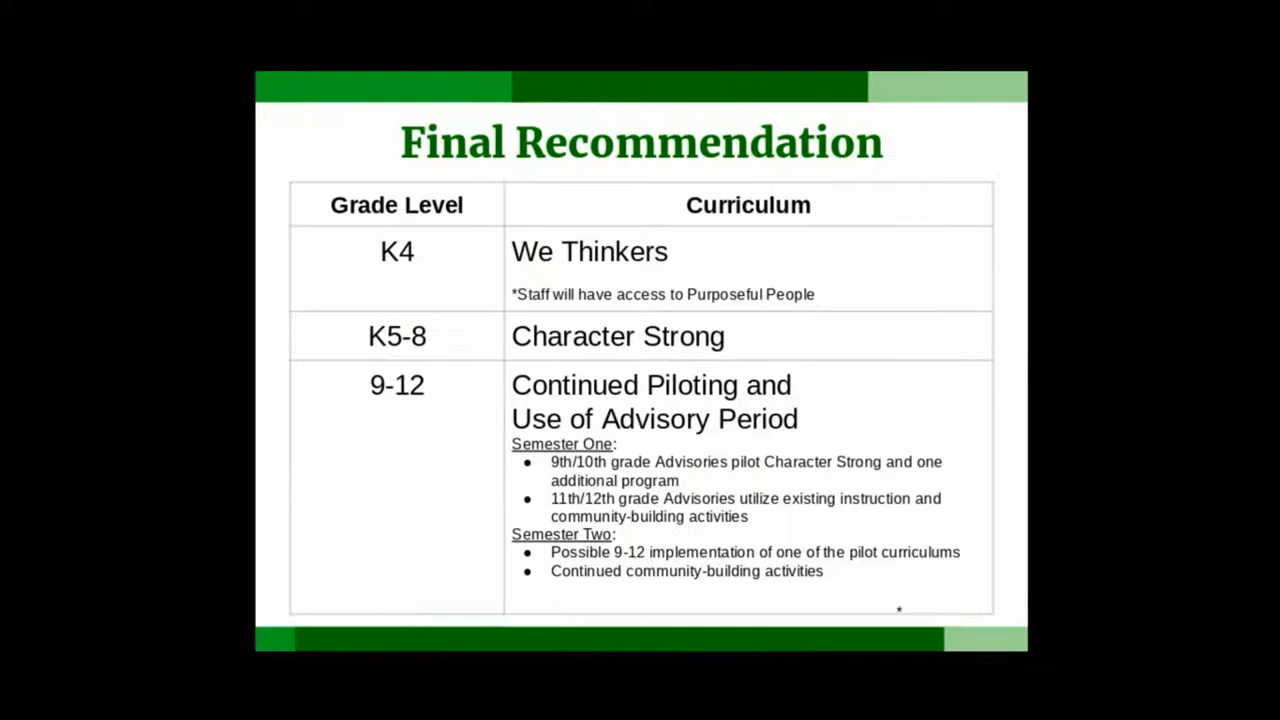 Final Recommendation
Grade Level
Curriculum
K4
We Thinkers
*Staff will have access to Purposeful People
K5-8
Character Strong
9-12
Continued Piloting and
Use of Advisory Period
Semester One:
● 9th/10th grade Advisories pilot Character Strong and one
additional program
● 11th/12th grade Advisories utilize existing instruction and
community-building activities
Semester Two:
● Possible 9-12 implementation of one of the pilot curriculums
● Continued community-building activities
*